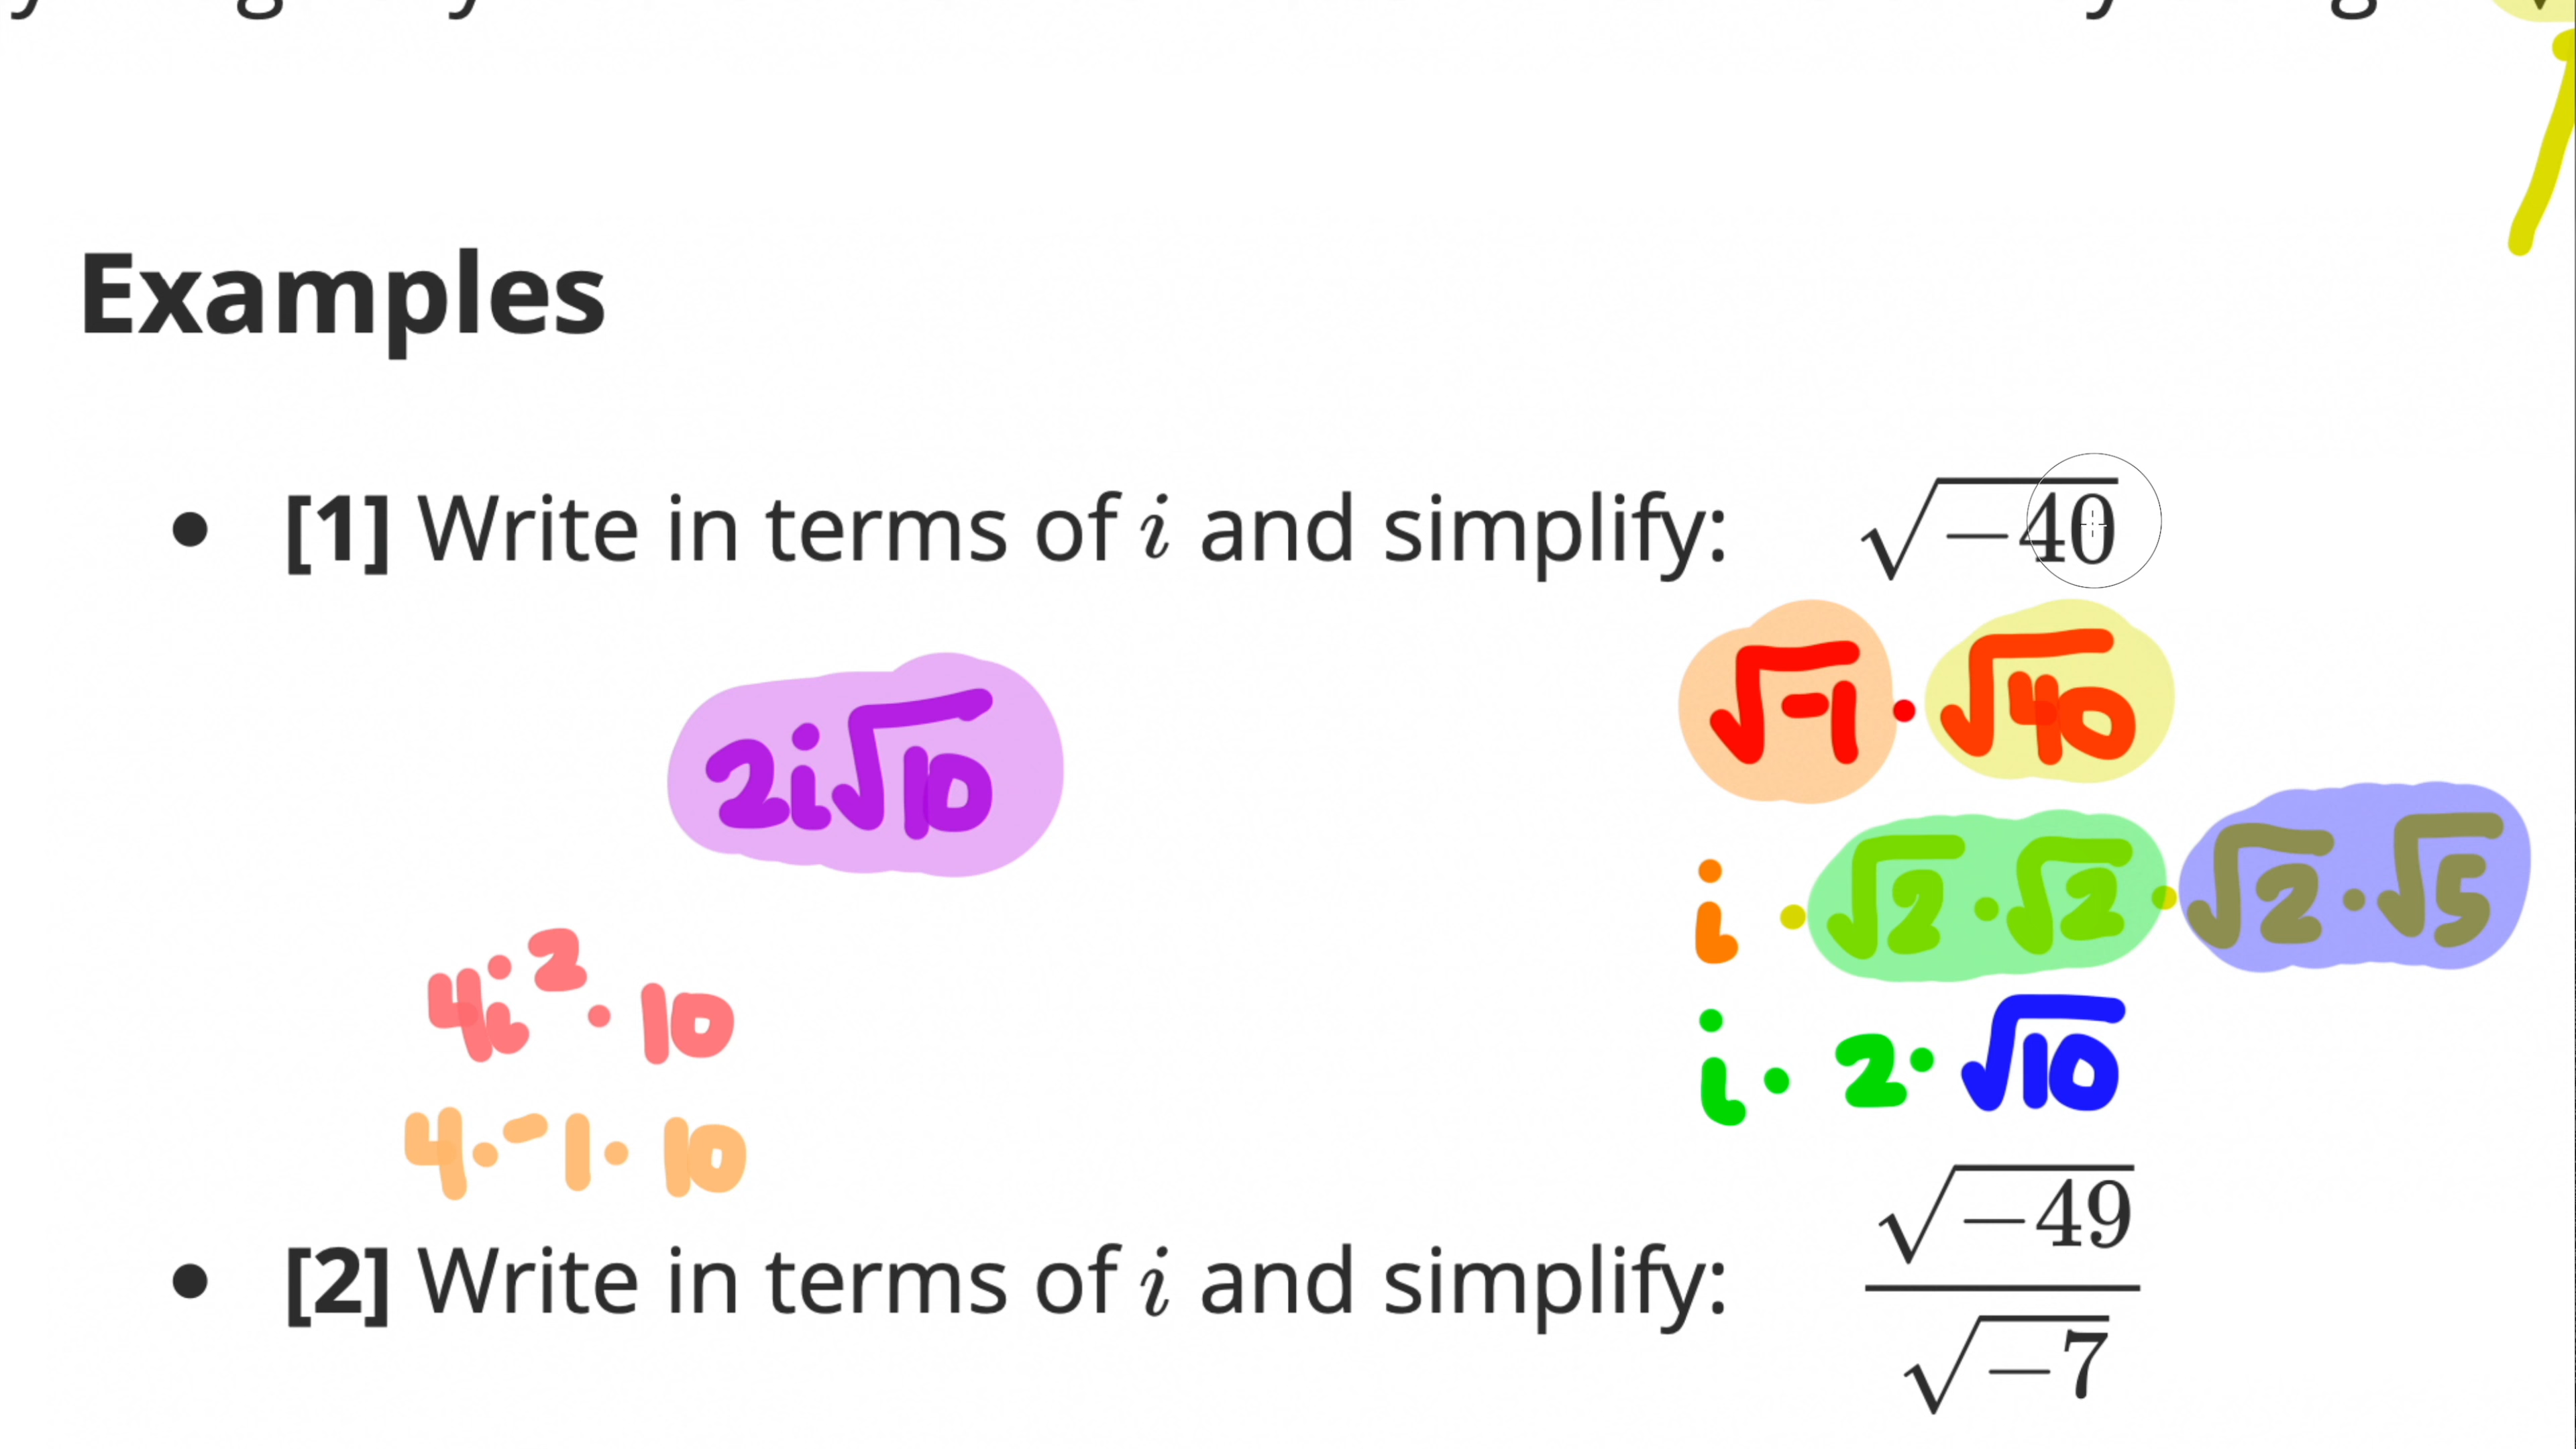 Examples
• [1] Write in terms of i and simplify: √−40
√-1 · √40
2i√10
i · √2 · √2 · √2 · √5
4i² · 10
i · 2 · √10
4 · -1 · 10
• [2] Write in terms of i and simplify: √−49 / √−7